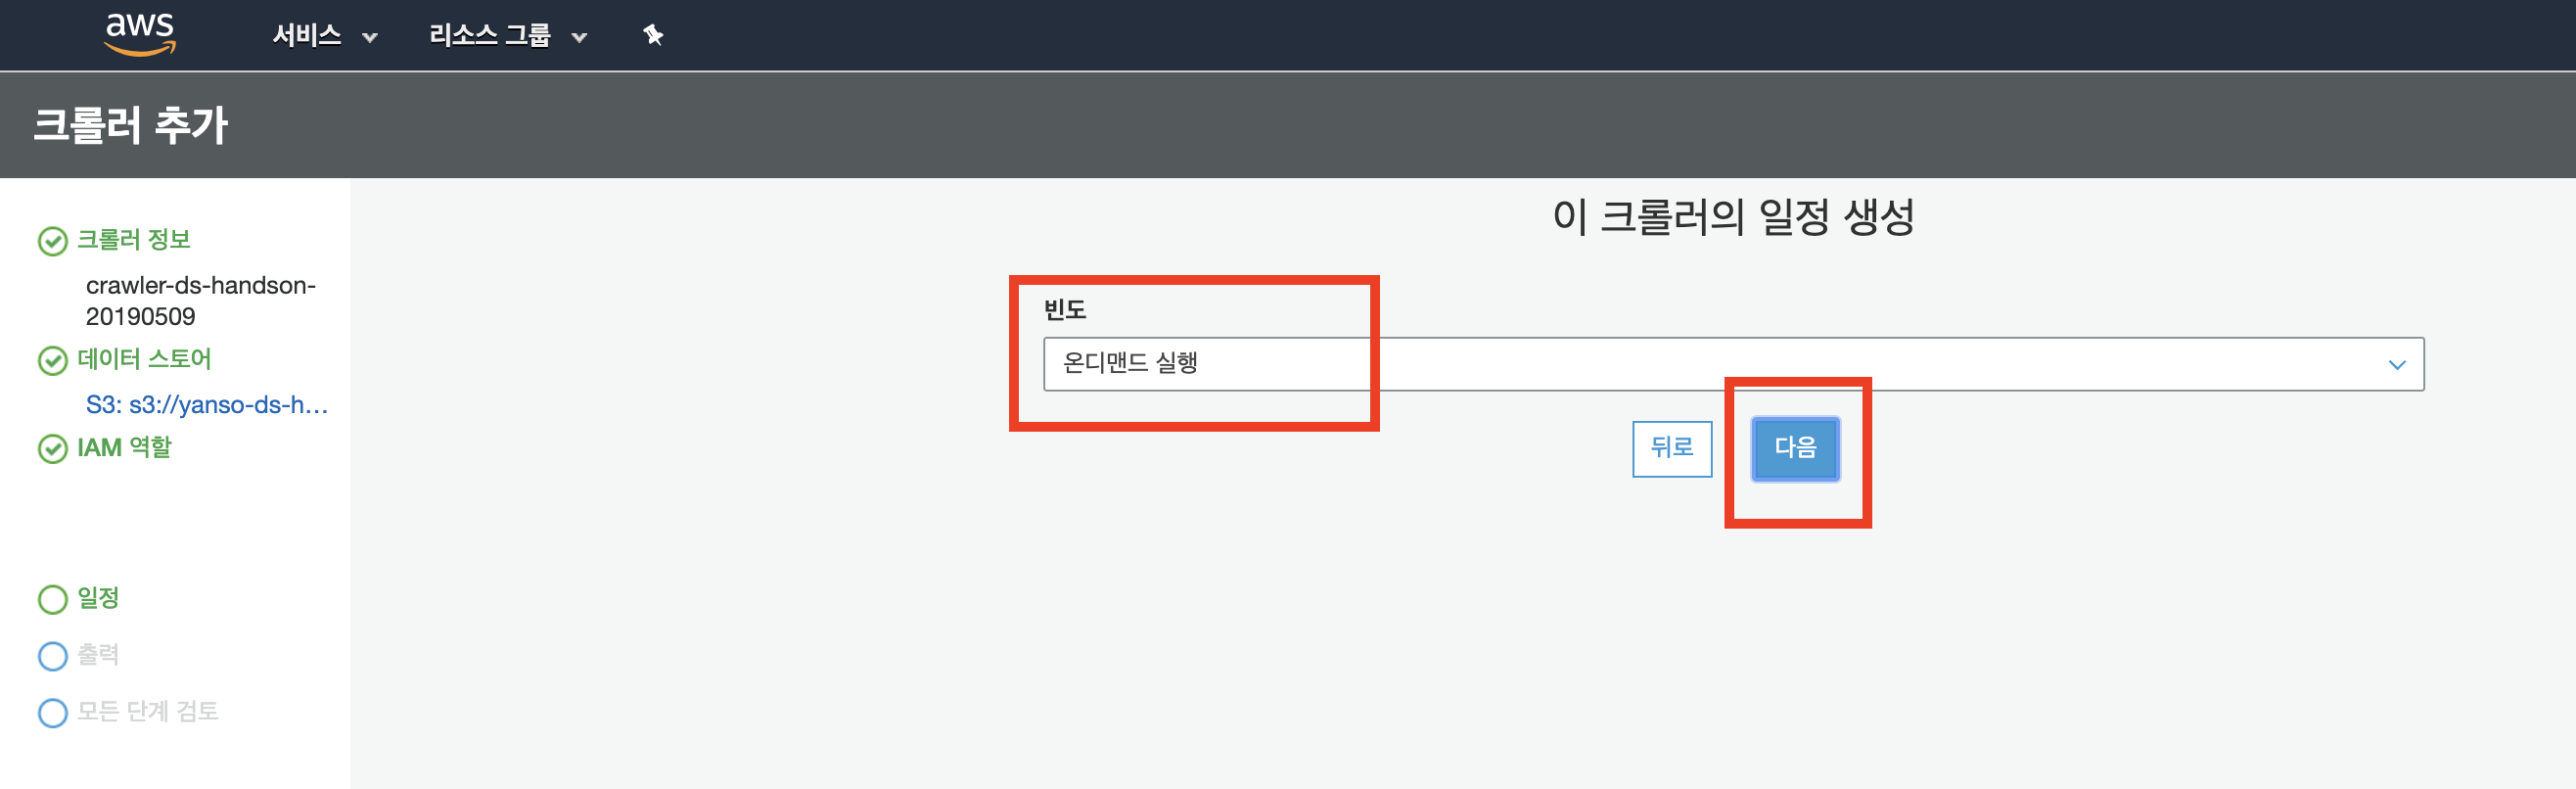 aws
서비스
리소스 그룹
크롤러 추가
크롤러 정보
crawler-ds-handson-
20190509
데이터 스토어
S3: s3://yanso-ds-h...
IAM 역할
일정
출력
모든 단계 검토
이 크롤러의 일정 생성
빈도
온디맨드 실행
뒤로
다음